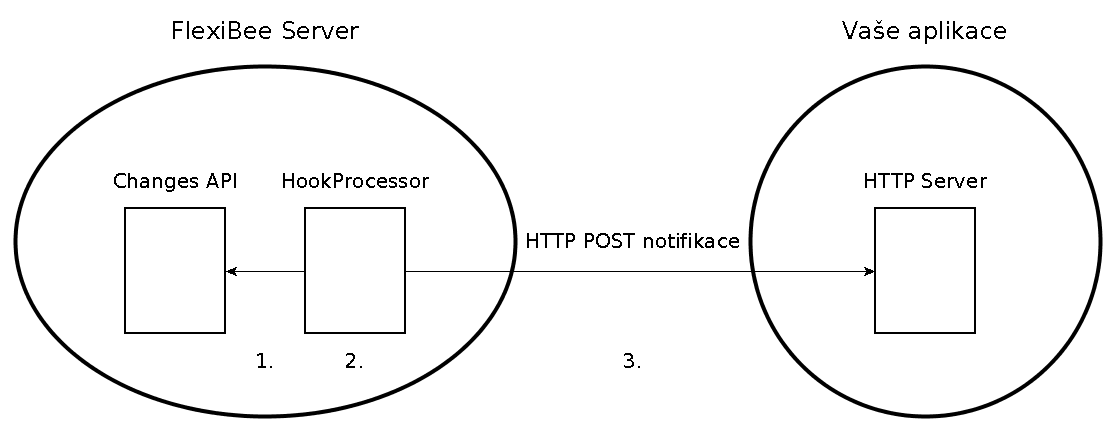 FlexiBee Server
Vaše aplikace
Changes API
HookProcessor
HTTP Server
HTTP POST notifikace
1.
2.
3.